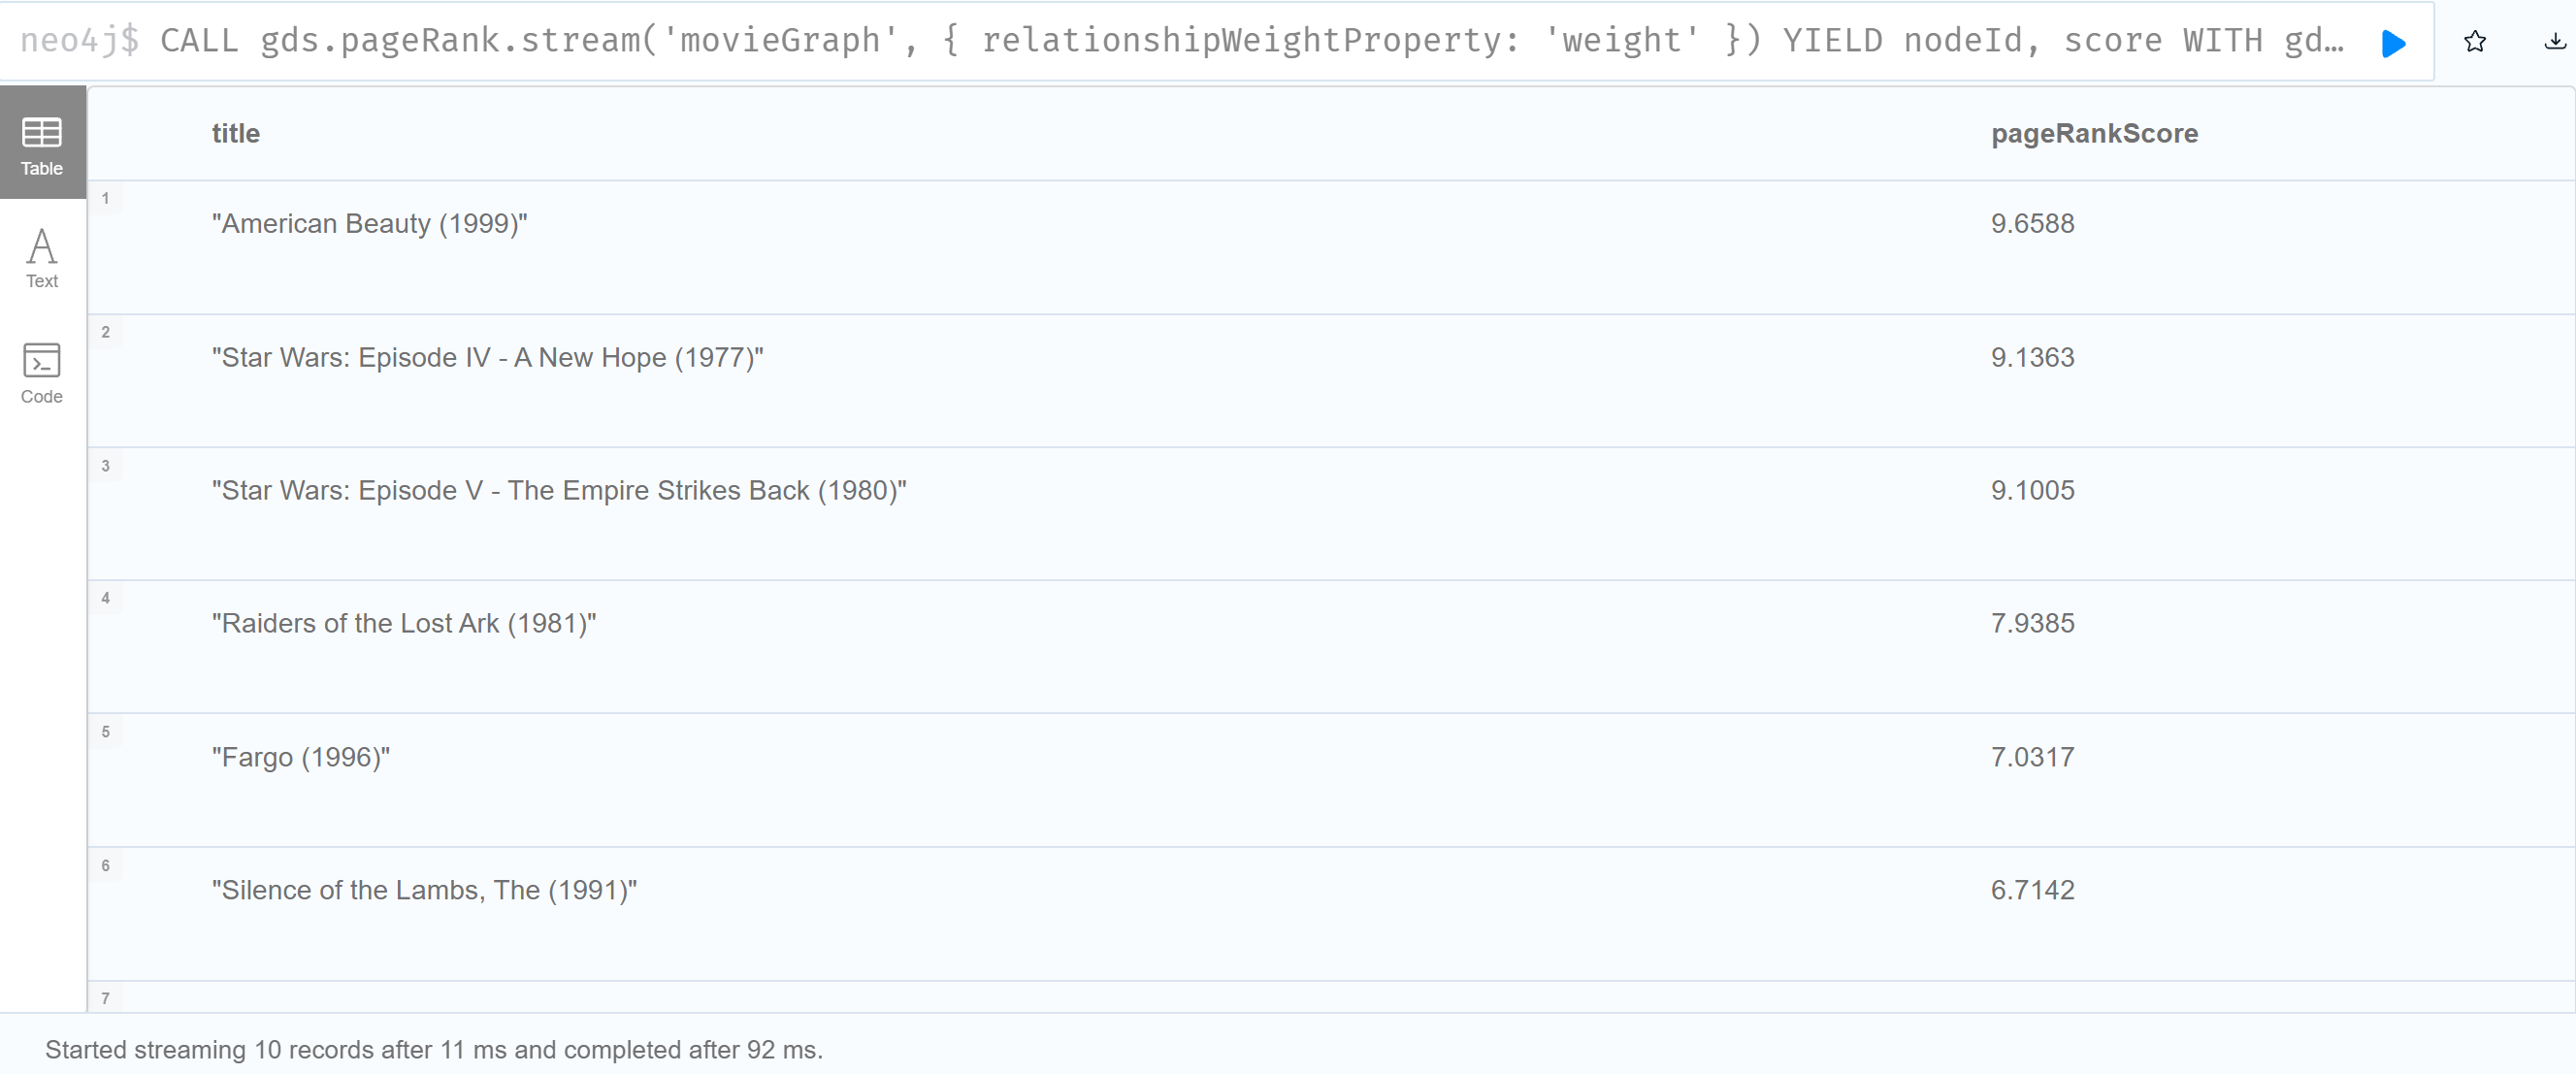 neo4j$ CALL gds.pageRank.stream('movieGraph', { relationshipWeightProperty: 'weight' }) YIELD nodeId, score WITH gd…
Table
Text
Code
title pageRankScore
1
"American Beauty (1999)" 9.6588
2
"Star Wars: Episode IV - A New Hope (1977)" 9.1363
3
"Star Wars: Episode V - The Empire Strikes Back (1980)" 9.1005
4
"Raiders of the Lost Ark (1981)" 7.9385
5
"Fargo (1996)" 7.0317
6
"Silence of the Lambs, The (1991)" 6.7142
7
Started streaming 10 records after 11 ms and completed after 92 ms.